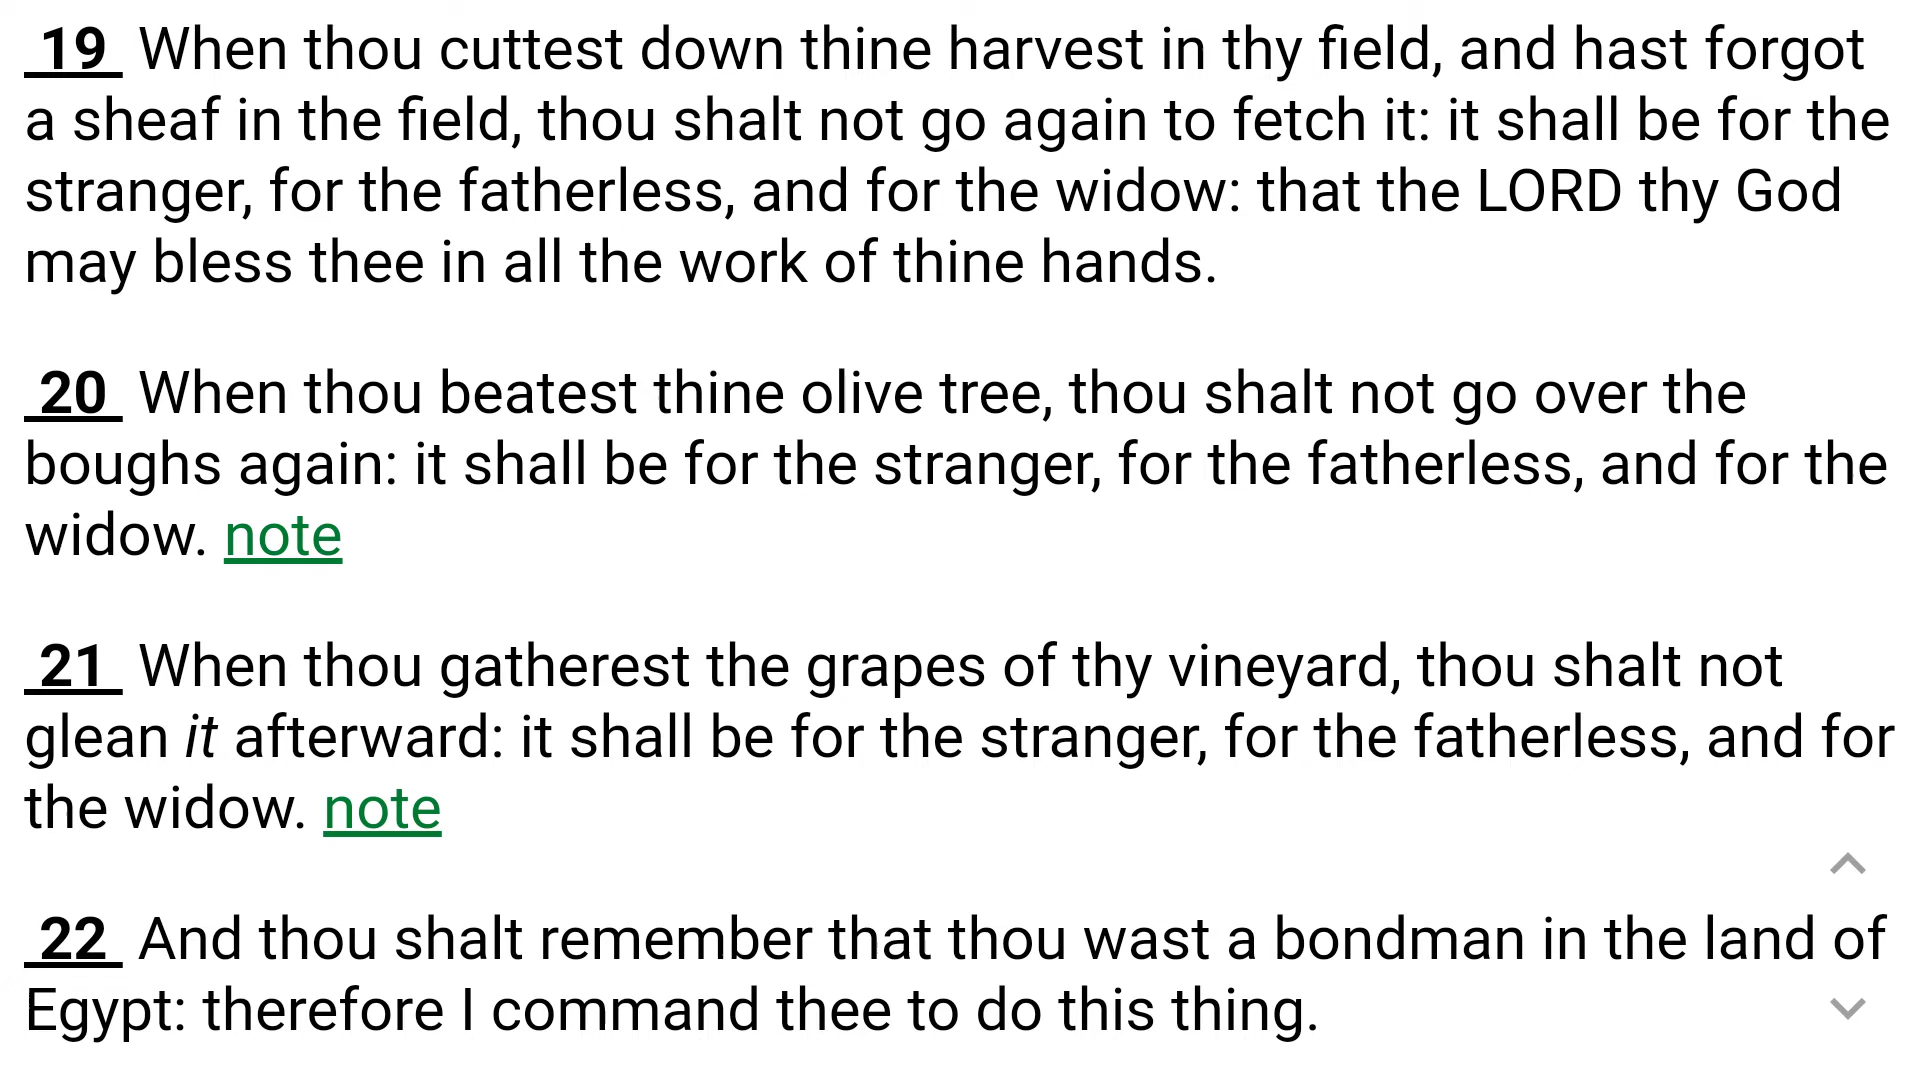 19 When thou cuttest down thine harvest in thy field, and hast forgot
a sheaf in the field, thou shalt not go again to fetch it: it shall be for the
stranger, for the fatherless, and for the widow: that the LORD thy God
may bless thee in all the work of thine hands.
20 When thou beatest thine olive tree, thou shalt not go over the
boughs again: it shall be for the stranger, for the fatherless, and for the
widow. note
21 When thou gatherest the grapes of thy vineyard, thou shalt not
glean it afterward: it shall be for the stranger, for the fatherless, and for
the widow. note
22 And thou shalt remember that thou wast a bondman in the land of
Egypt: therefore I command thee to do this thing.